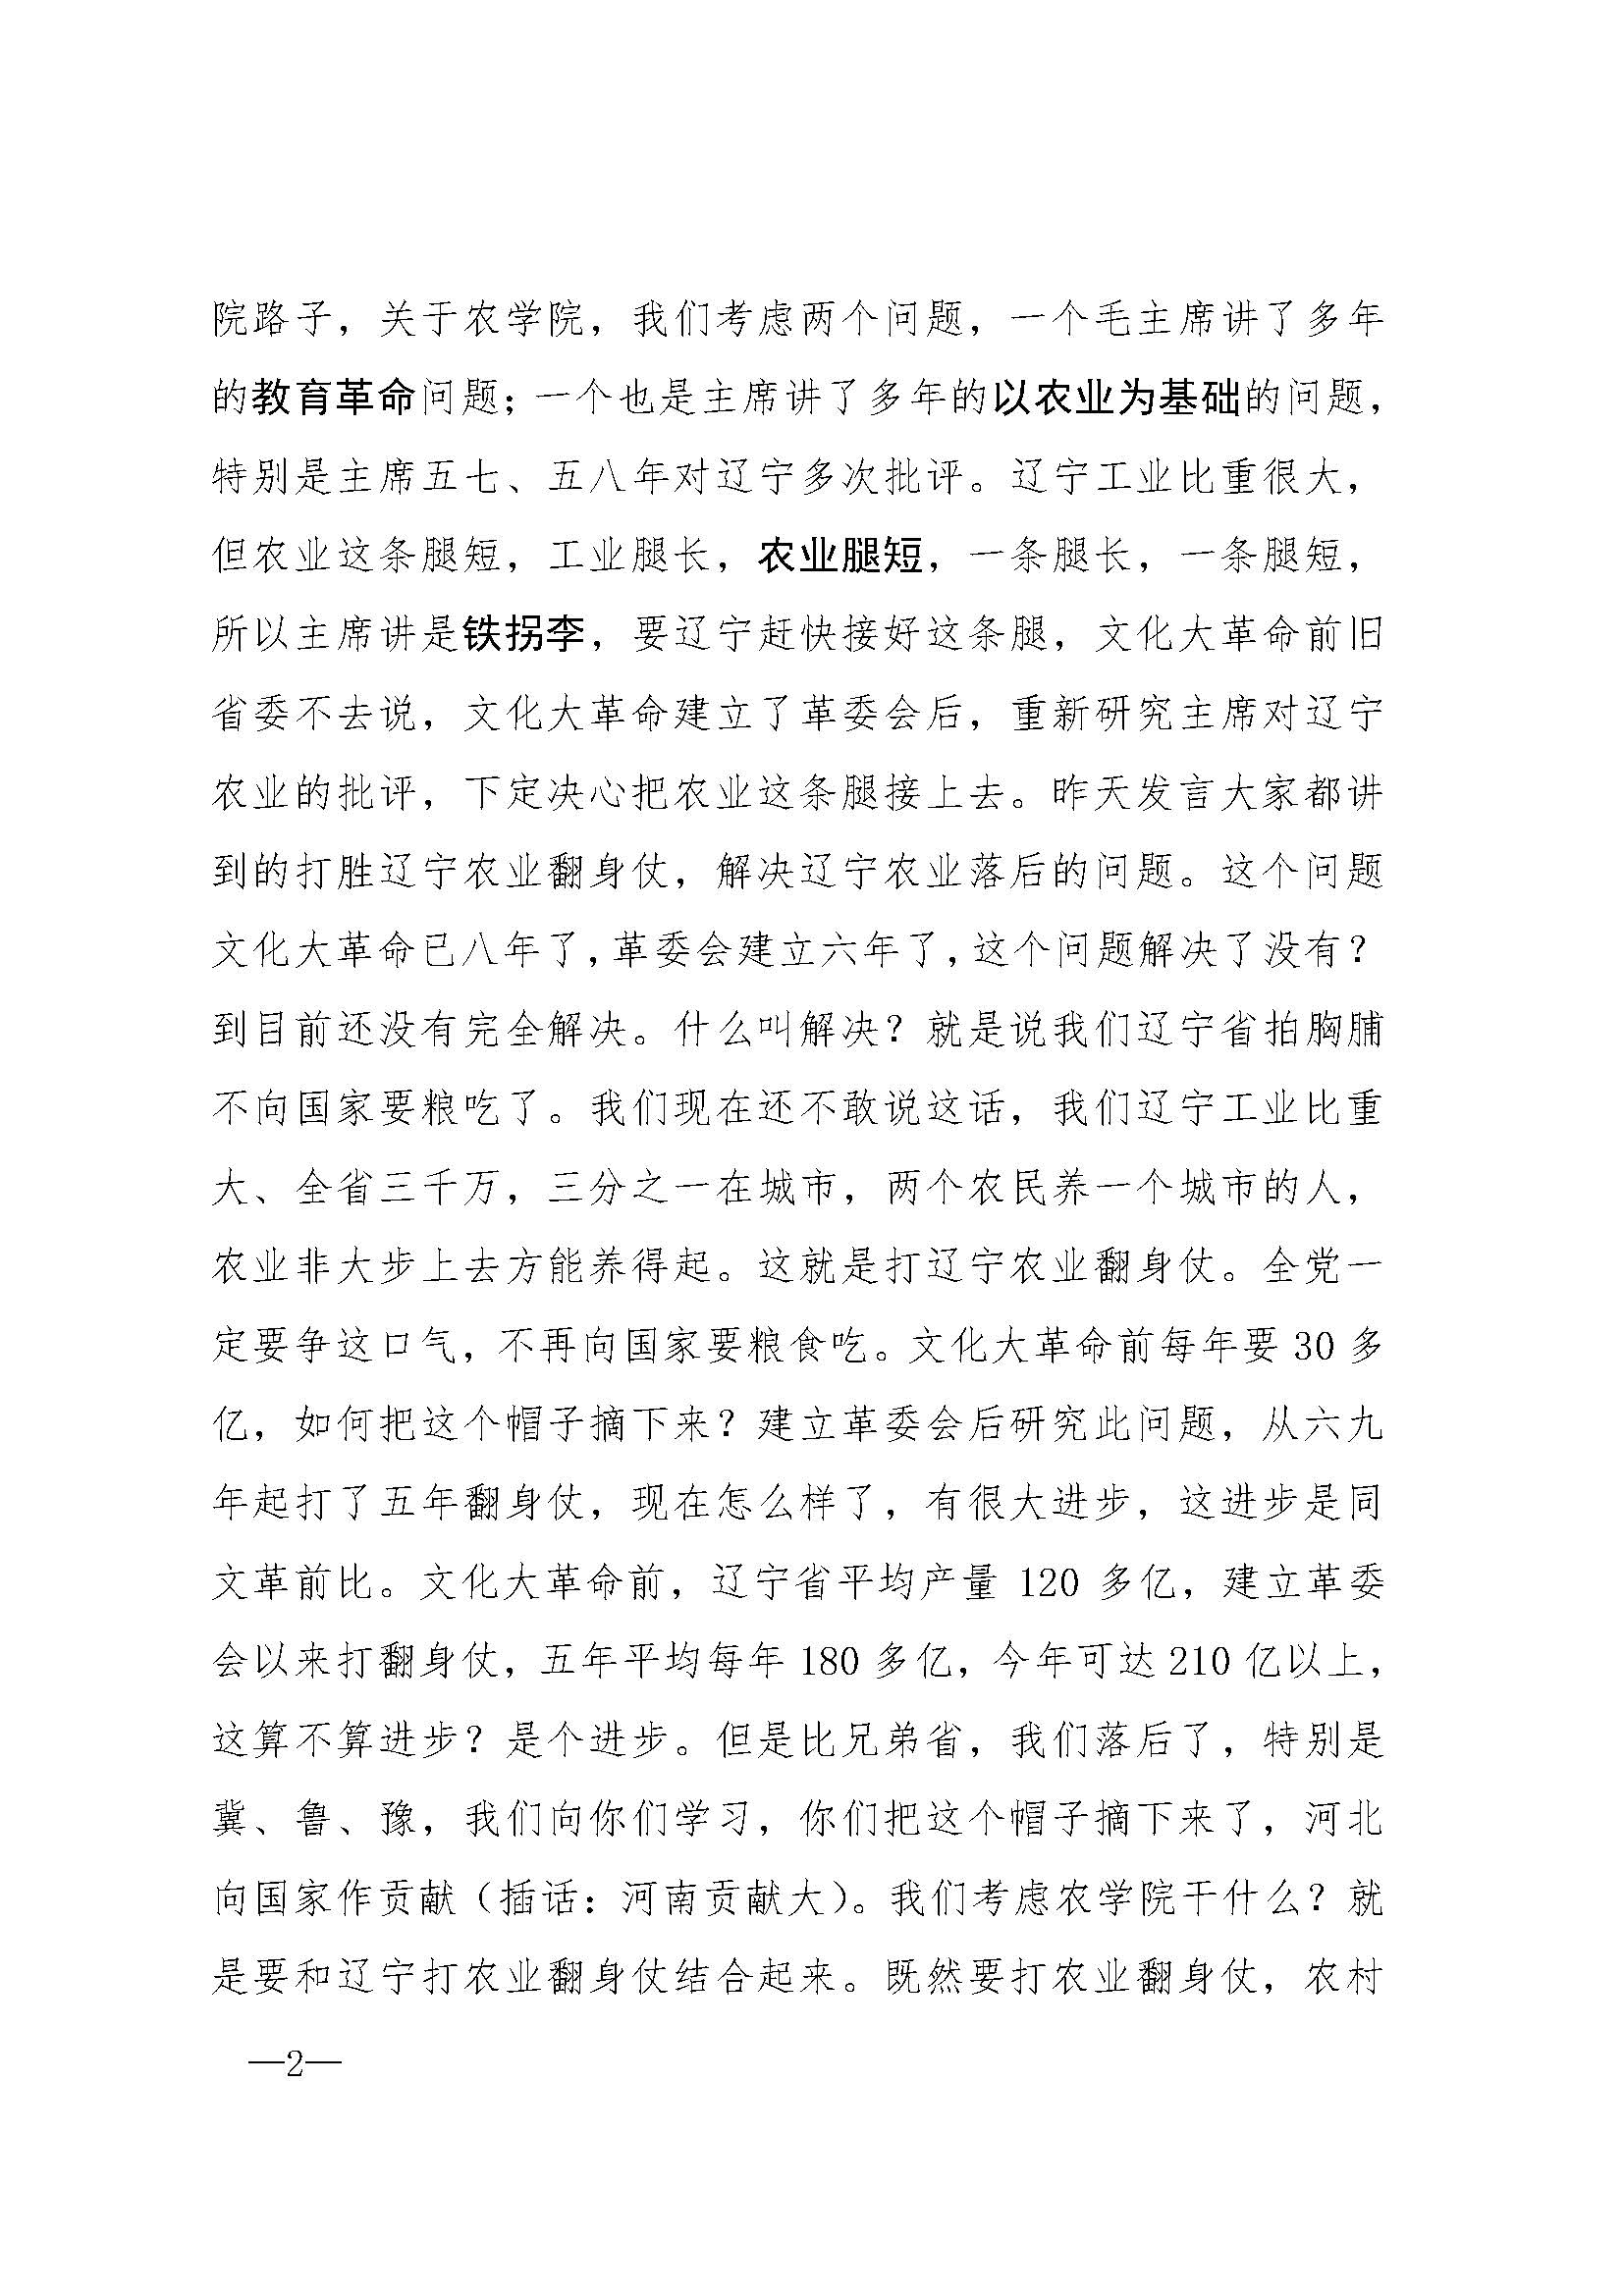 院路子，关于农学院，我们考虑两个问题，一个毛主席讲了多年
的教育革命问题；一个也是主席讲了多年的以农业为基础的问题，
特别是主席五七、五八年对辽宁多次批评。辽宁工业比重很大，
但农业这条腿短，工业腿长，农业腿短，一条腿长，一条腿短，
所以主席讲是铁拐李，要辽宁赶快接好这条腿，文化大革命前旧
省委不去说，文化大革命建立了革委会后，重新研究主席对辽宁
农业的批评，下定决心把农业这条腿接上去。昨天发言大家都讲
到的打胜辽宁农业翻身仗，解决辽宁农业落后的问题。这个问题
文化大革命已八年了，革委会建立六年了，这个问题解决了没有？
到目前还没有完全解决。什么叫解决？就是说我们辽宁省拍胸脯
不向国家要粮吃了。我们现在还不敢说这话，我们辽宁工业比重
大、全省三千万，三分之一在城市，两个农民养一个城市的人，
农业非大步上去方能养得起。这就是打辽宁农业翻身仗。全党一
定要争这口气，不再向国家要粮食吃。文化大革命前每年要 30 多
亿，如何把这个帽子摘下来？建立革委会后研究此问题，从六九
年起打了五年翻身仗，现在怎么样了，有很大进步，这进步是同
文革前比。文化大革命前，辽宁省平均产量 120 多亿，建立革委
会以来打翻身仗，五年平均每年 180 多亿，今年可达 210 亿以上，
这算不算进步？是个进步。但是比兄弟省，我们落后了，特别是
冀、鲁、豫，我们向你们学习，你们把这个帽子摘下来了，河北
向国家作贡献（插话：河南贡献大）。我们考虑农学院干什么？就
是要和辽宁打农业翻身仗结合起来。既然要打农业翻身仗，农村
—2—